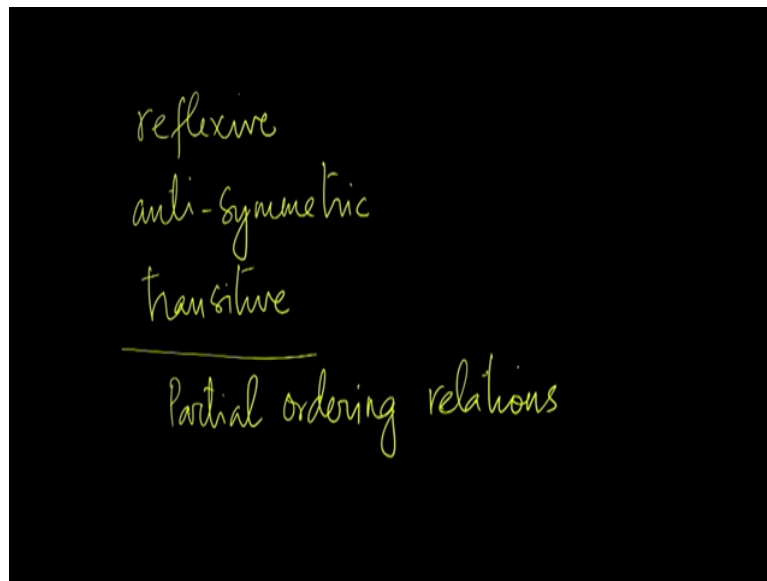 reflexive
anti-symmetric
transitive
Partial ordering relations